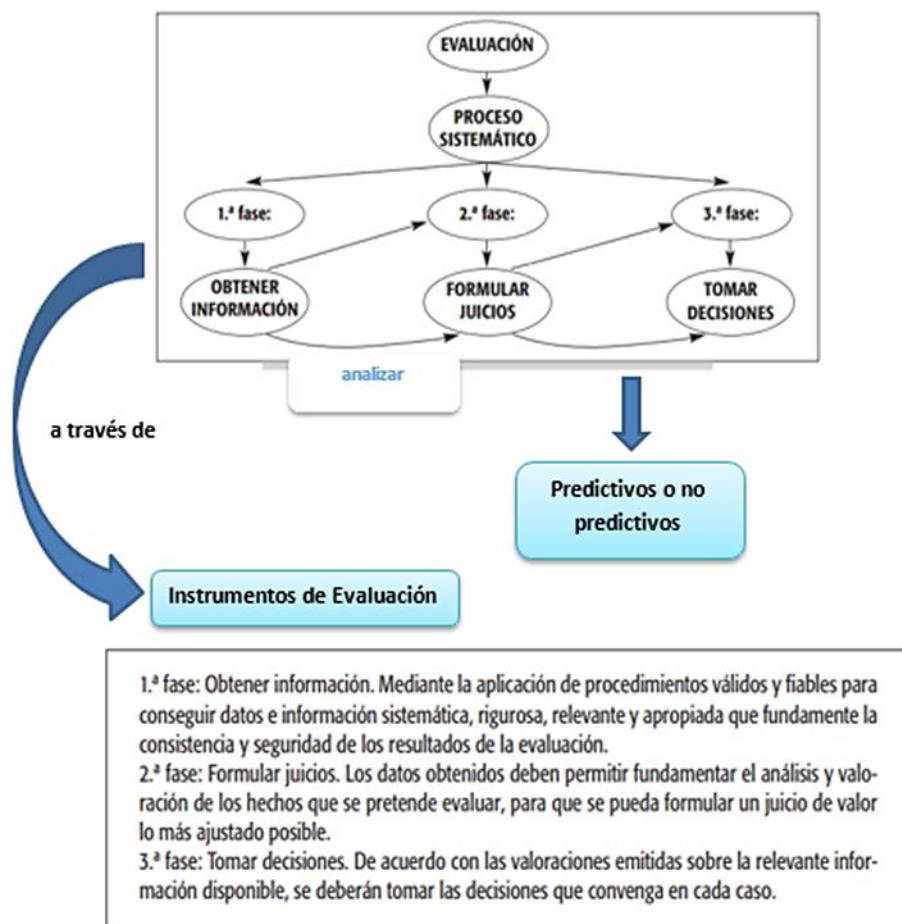 EVALUACIÓN
PROCESO
SISTEMÁTICO
1.ª fase:
2.ª fase:
3.ª fase:
OBTENER
INFORMACIÓN
FORMULAR
JUICIOS
TOMAR
DECISIONES
analizar
a través de
Predictivos o no
predictivos
Instrumentos de Evaluación
1.ª fase: Obtener información. Mediante la aplicación de procedimientos válidos y fiables para
conseguir datos e información sistemática, rigurosa, relevante y apropiada que fundamente la
consistencia y seguridad de los resultados de la evaluación.
2.ª fase: Formular juicios. Los datos obtenidos deben permitir fundamentar el análisis y valo-
ración de los hechos que se pretende evaluar, para que se pueda formular un juicio de valor
lo más ajustado posible.
3.ª fase: Tomar decisiones. De acuerdo con las valoraciones emitidas sobre la relevante infor-
mación disponible, se deberán tomar las decisiones que convenga en cada caso.